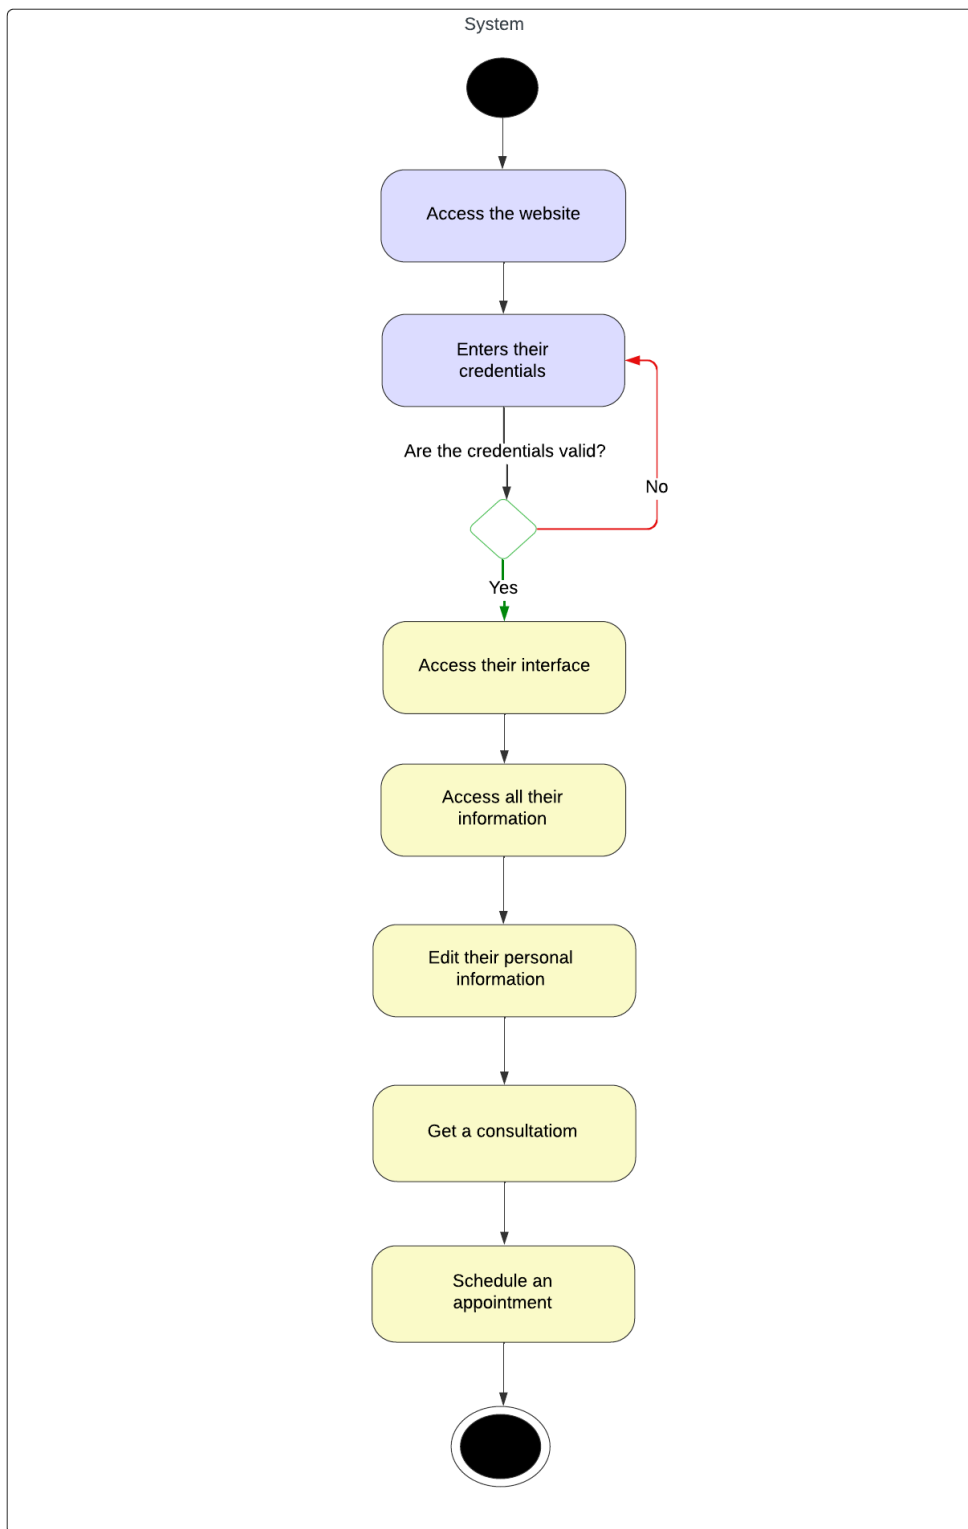 System
Access the website
Enters their
credentials
Are the credentials valid?
No
Yes
Access their interface
Access all their
information
Edit their personal
information
Get a consultatiom
Schedule an
appointment